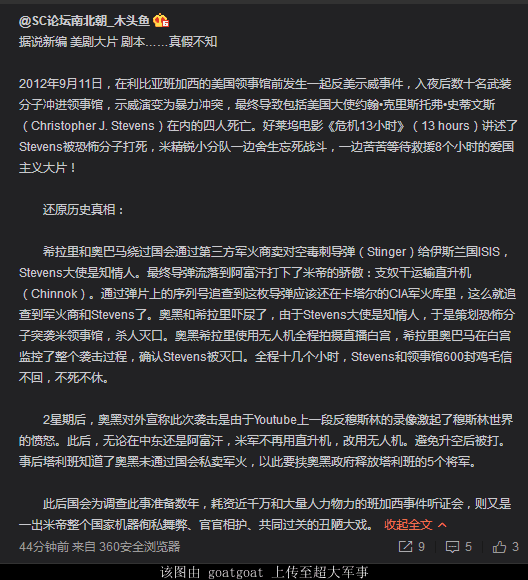 @SC论坛南北朝_木头鱼
据说新编 美剧大片 剧本……真假不知
2012年9月11日，在利比亚班加西的美国领事馆前发生一起反美示威事件，入夜后数十名武装
分子冲进领事馆，示威演变为暴力冲突，最终导致包括美国大使约翰•克里斯托弗•史蒂文斯
（Christopher J. Stevens）在内的四人死亡。好莱坞电影《危机13小时》（13 hours）讲述了
Stevens被恐怖分子打死，米精锐小分队一边舍生忘死战斗，一边苦苦等待救援8个小时的爱国
主义大片！
还原历史真相：
希拉里和奥巴马绕过国会通过第三方军火商卖对空毒刺导弹（Stinger）给伊斯兰国ISIS，
Stevens大使是知情人。最终导弹流落到阿富汗打下了米帝的骄傲：支奴干运输直升机
（Chinnok）。通过弹片上的序列号追查到这枚导弹应该还在卡塔尔的CIA军火库里，这么就追
查到军火商和Stevens了。奥黑和希拉里吓尿了，由于Stevens大使是知情人，于是策划恐怖分
子突袭米领事馆，杀人灭口。奥黑希拉里使用无人机全程拍摄直播白宫，希拉里奥巴马在白宫
监控了整个袭击过程，确认Stevens被灭口。全程十几个小时，Stevens和领事馆600封鸡毛信
不回，不死不休。
2星期后，奥黑对外宣称此次袭击是由于Youtube上一段反穆斯林的录像激起了穆斯林世界
的愤怒。此后，无论在中东还是阿富汗，米军不再用直升机，改用无人机。避免升空后被打。
事后塔利班知道了奥黑未通过国会私卖军火，以此要挟奥黑政府释放塔利班的5个将军。
此后国会为调查此事准备数年，耗资近千万和大量人力物力的班加西事件听证会，则又是
一出米帝整个国家机器徇私舞弊、官官相护、共同过关的丑陋大戏。 收起全文
44分钟前 来自 360安全浏览器 9 5 13
该图由 goatgoat 上传至超大军事